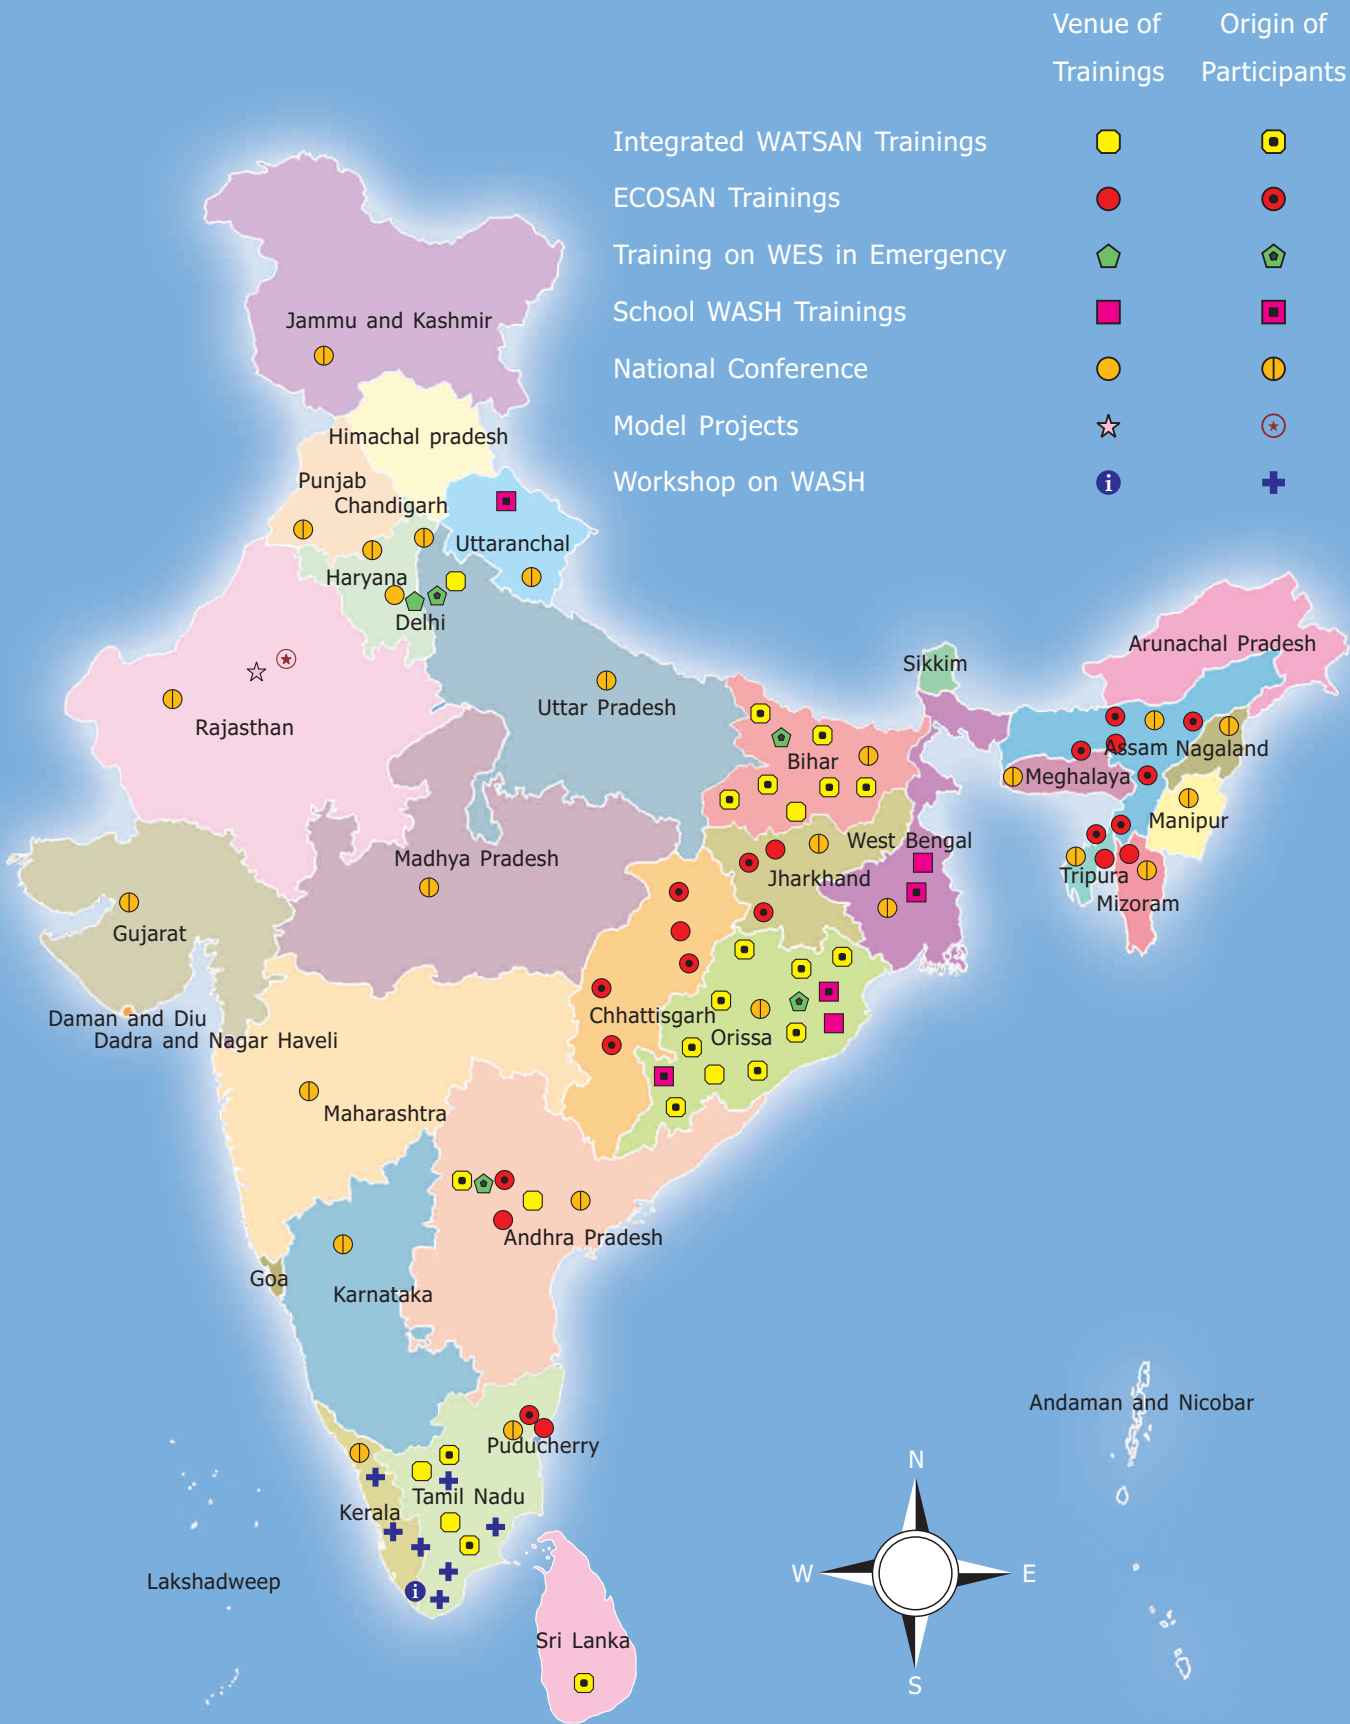 Venue of Origin of
Trainings Participants
Integrated WATSAN Trainings
ECOSAN Trainings
Training on WES in Emergency
School WASH Trainings
National Conference
Model Projects
Workshop on WASH
i
Jammu and Kashmir
Himachal pradesh
Punjab
Chandigarh
Uttaranchal
Haryana
Delhi
Arunachal Pradesh
Sikkim
Uttar Pradesh
Rajasthan
Assam Nagaland
Bihar
Meghalaya
Manipur
West Bengal
Madhya Pradesh
Jharkhand
Tripura
Mizoram
Gujarat
Chhattisgarh
Daman and Diu
Orissa
Dadra and Nagar Haveli
Maharashtra
Andhra Pradesh
Goa
Karnataka
Andaman and Nicobar
Puducherry
N
Tamil Nadu
Kerala
W E
Lakshadweep
i
Sri Lanka
S